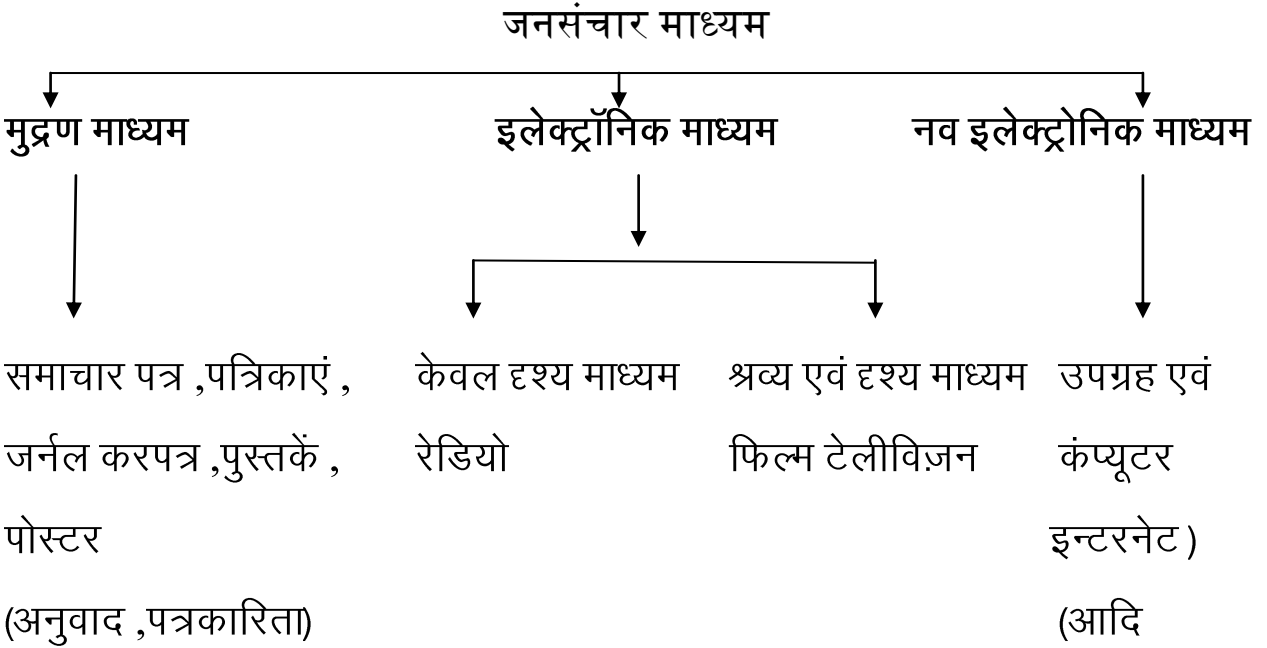 जनसंचार माध्यम
मुद्रण माध्यम
इलेक्ट्रॉनिक माध्यम
नव इलेक्ट्रोनिक माध्यम
समाचार पत्र ,पत्रिकाएं ,
जर्नल करपत्र ,पुस्तकें ,
पोस्टर
(अनुवाद ,पत्रकारिता)
केवल दृश्य माध्यम
रेडियो
श्रव्य एवं दृश्य माध्यम
फिल्म टेलीविज़न
उपग्रह एवं
कंप्यूटर
इन्टरनेट )
(आदि